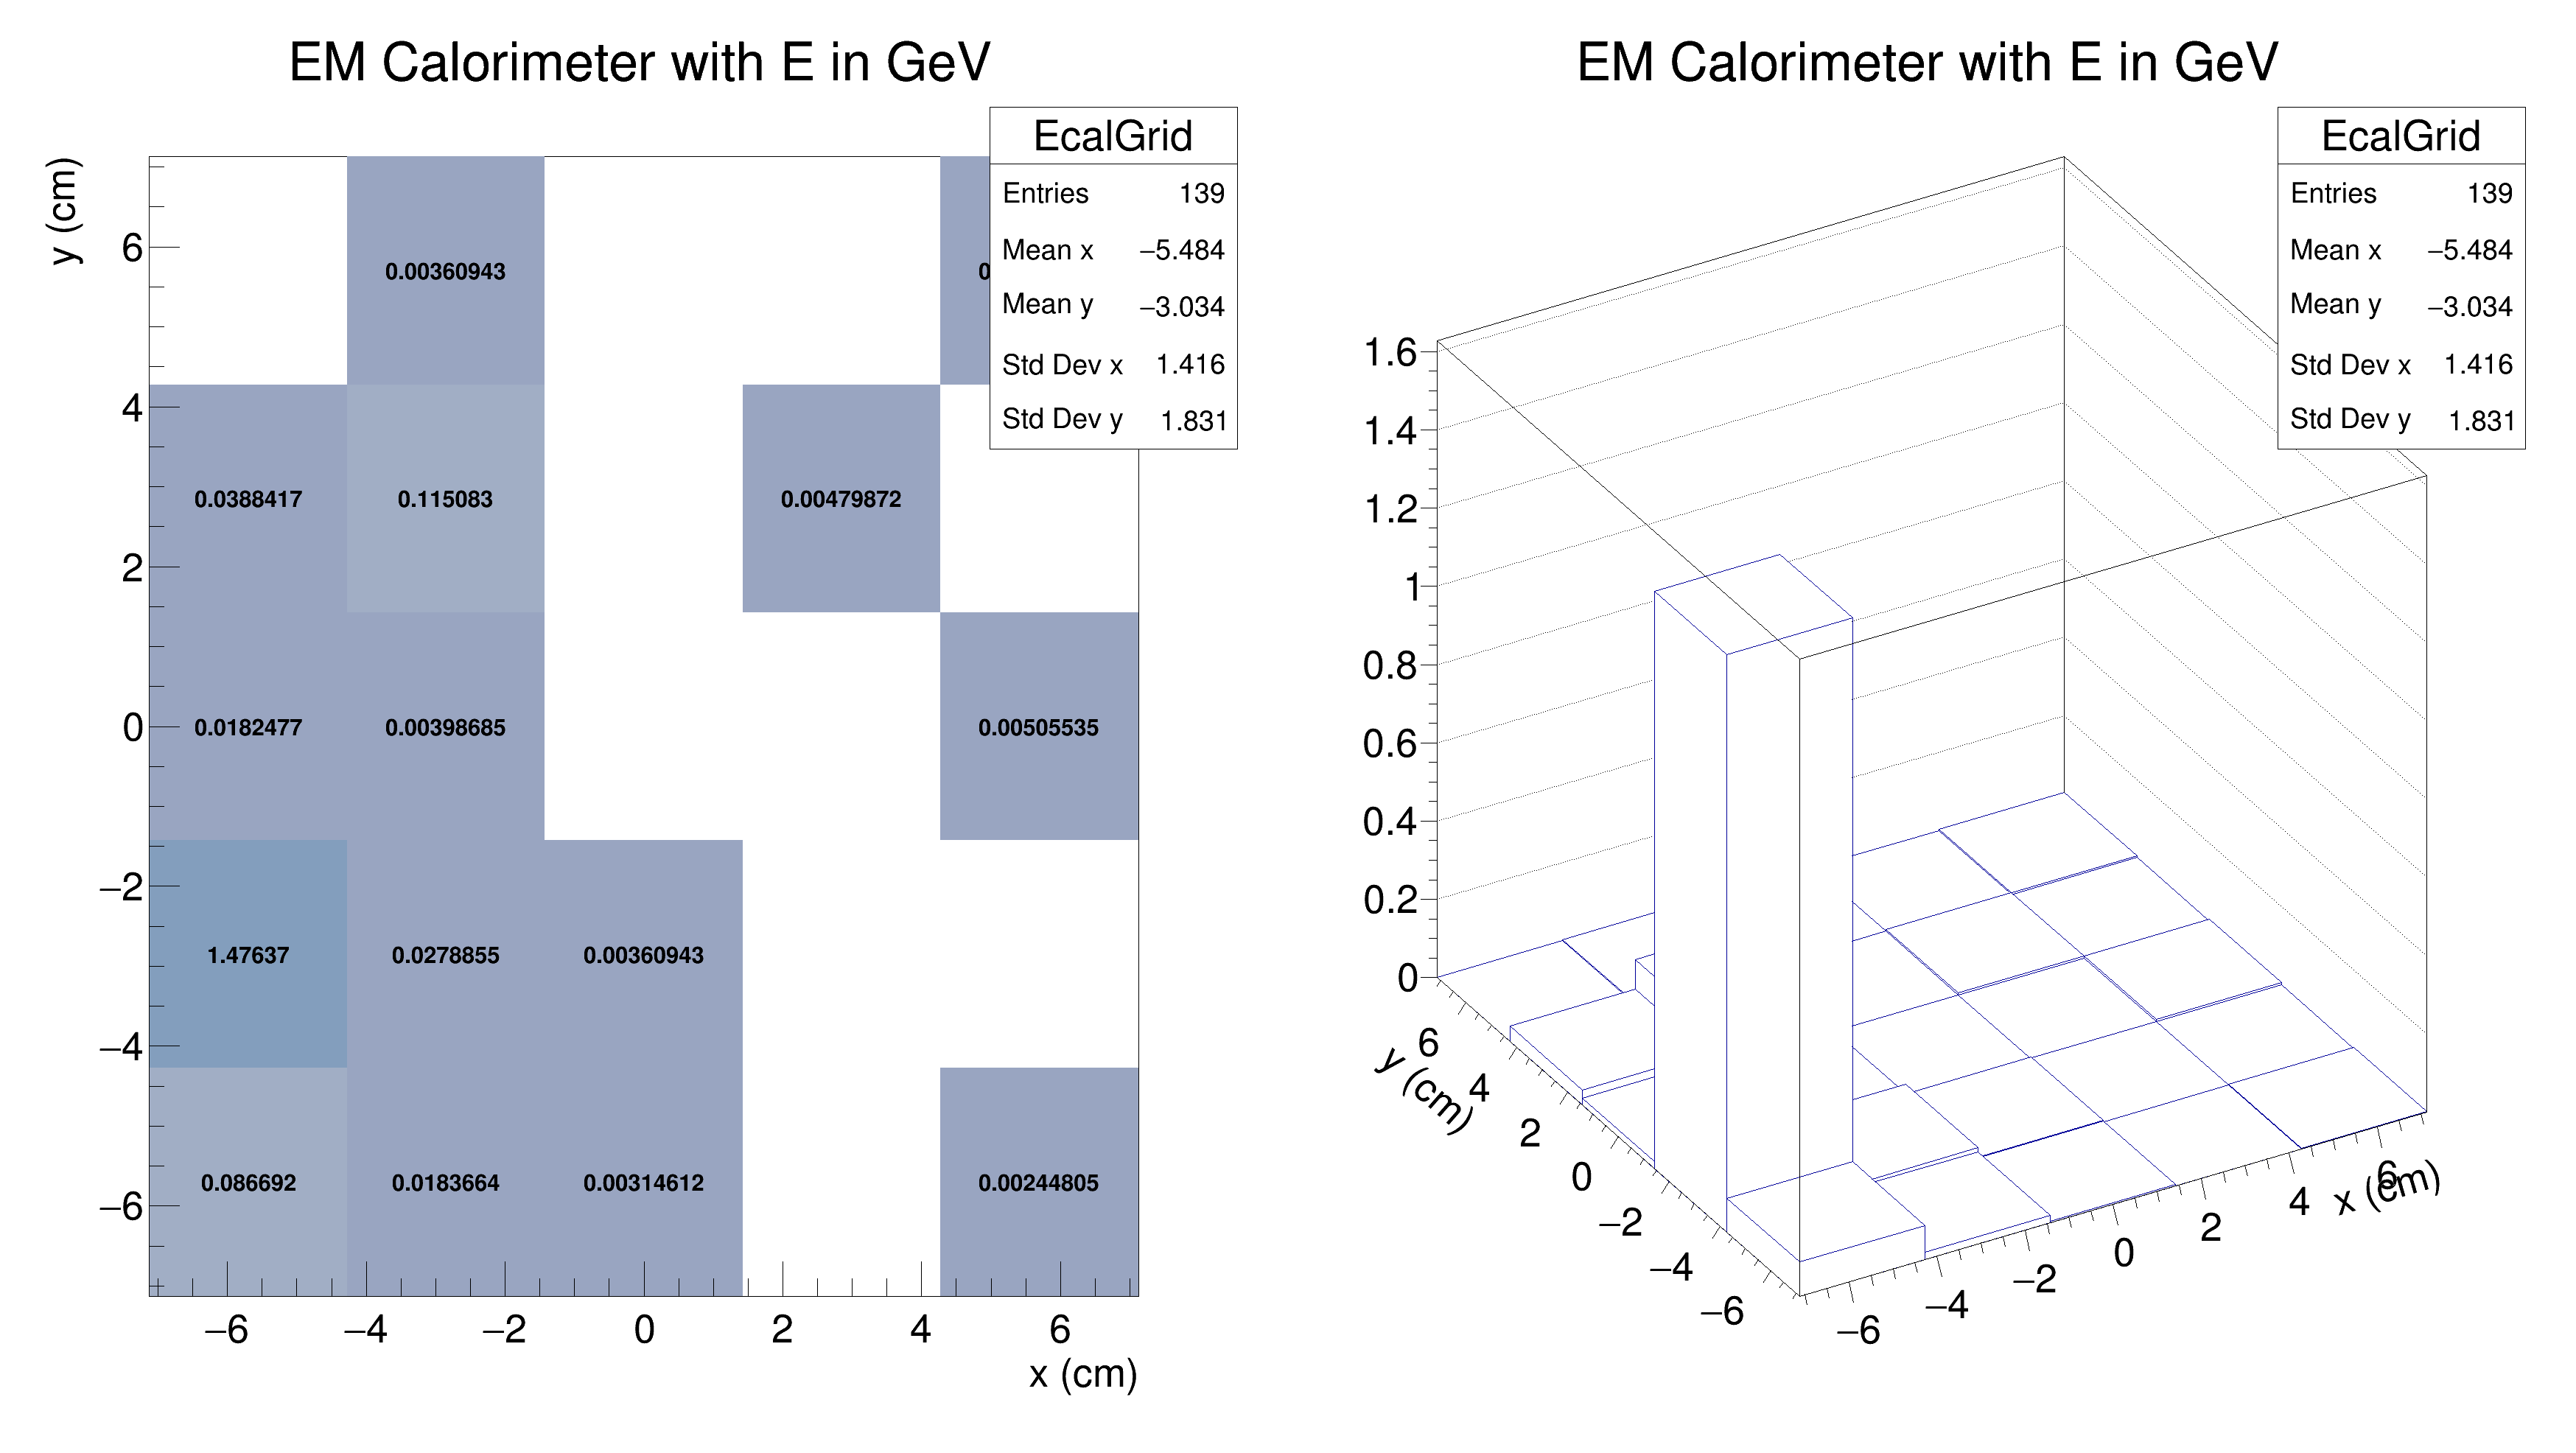 EM Calorimeter with E in GeV
EcalGrid
Entries 139
Mean x −5.484
Mean y −3.034
Std Dev x 1.416
Std Dev y 1.831
y (cm)
6
4
2
0
−2
−4
−6
0.00360943
0.0388417 0.115083 0.00479872
0.0182477 0.00398685 0.00505535
1.47637 0.0278855 0.00360943
0.086692 0.0183664 0.00314612 0.00244805
−6 −4 −2 0 2 4 6
x (cm)
EM Calorimeter with E in GeV
EcalGrid
Entries 139
Mean x −5.484
Mean y −3.034
Std Dev x 1.416
Std Dev y 1.831
1.6
1.4
1.2
1
0.8
0.6
0.4
0.2
0
y (cm)
6
4
2
0
−2
−4
−6
−6
−4
−2
0
2
4
6
x (cm)